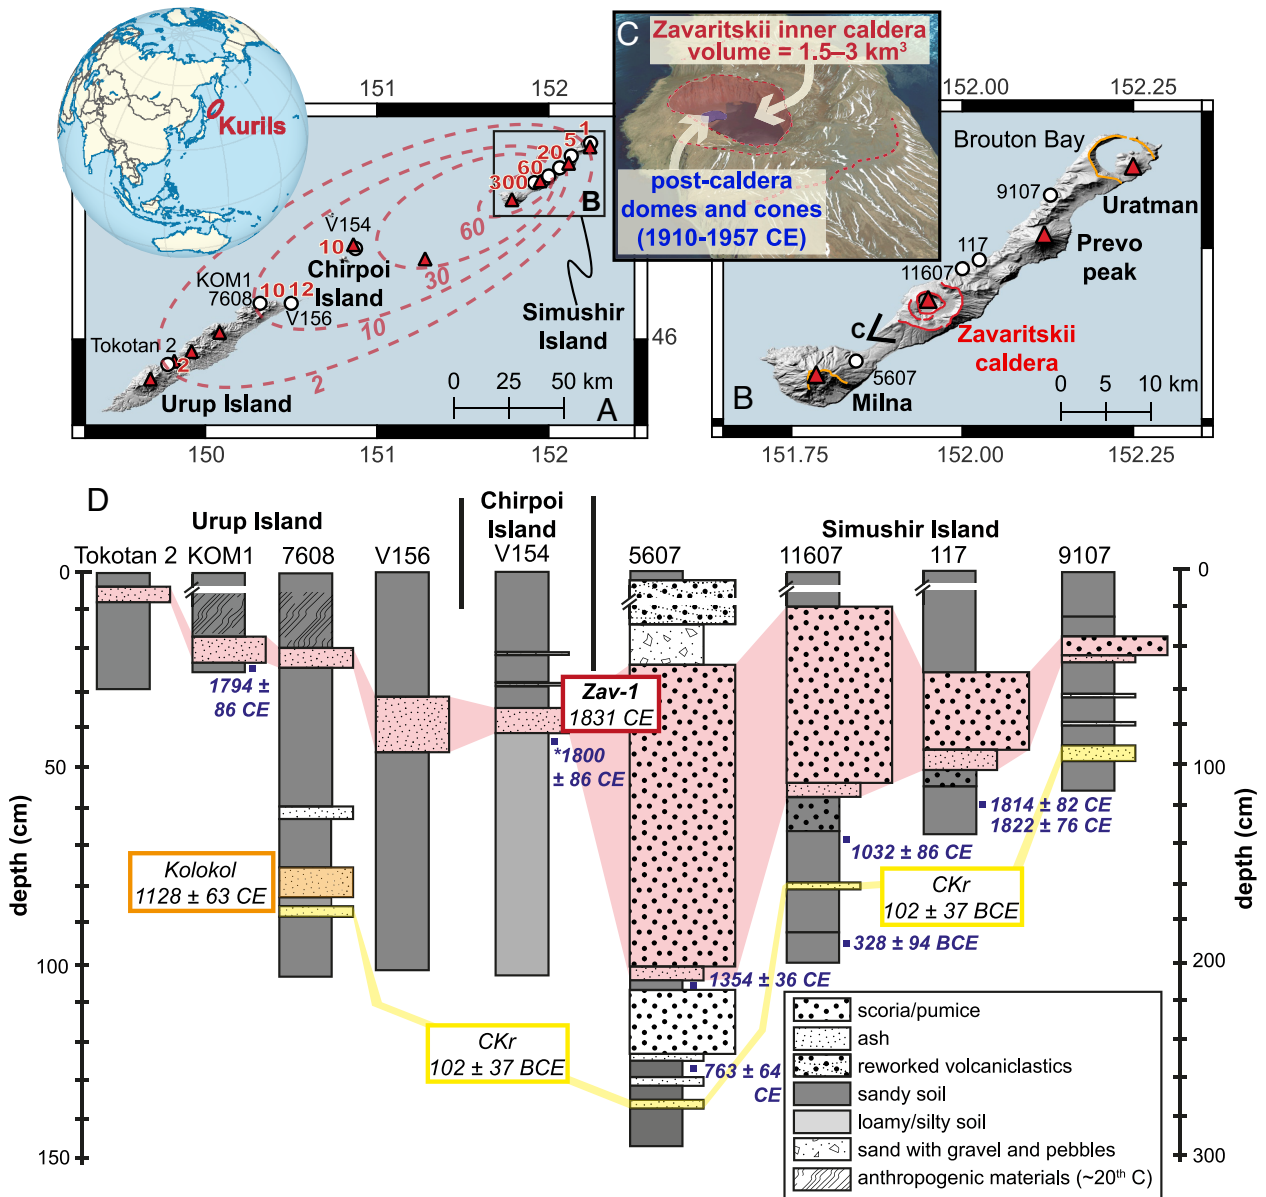 Kurils
151
152
1
5
20
60
300
B
V154
10
Chirpoi
Island
60
30
KOM1
7608
10
12
V156
10
Simushir
Island
46
Tokotan 2
2
2
Urup Island
0
25
50 km
A
150
151
152
C
Zavaritskii inner caldera
volume = 1.5–3 km³
post-caldera
domes and cones
(1910-1957 CE)
152.00
152.25
Brouton Bay
9107
Uratman
117
Prevo
peak
11607
C
Zavaritskii
caldera
5607
Milna
0
5
10 km
B
151.75
152.00
152.25
D
Urup Island
Chirpoi
Island
Simushir Island
Tokotan 2
KOM1
7608
V156
V154
5607
11607
117
9107
0
50
100
150
depth (cm)
0
100
200
300
depth (cm)
1794 ±
86 CE
Zav-1
1831 CE
*1800
± 86 CE
1814 ± 82 CE
1822 ± 76 CE
1032 ± 86 CE
Kolokol
1128 ± 63 CE
CKr
102 ± 37 BCE
328 ± 94 BCE
1354 ± 36 CE
CKr
102 ± 37 BCE
763 ± 64
CE
scoria/pumice
ash
reworked volcaniclastics
sandy soil
loamy/silty soil
sand with gravel and pebbles
anthropogenic materials (~20th C)